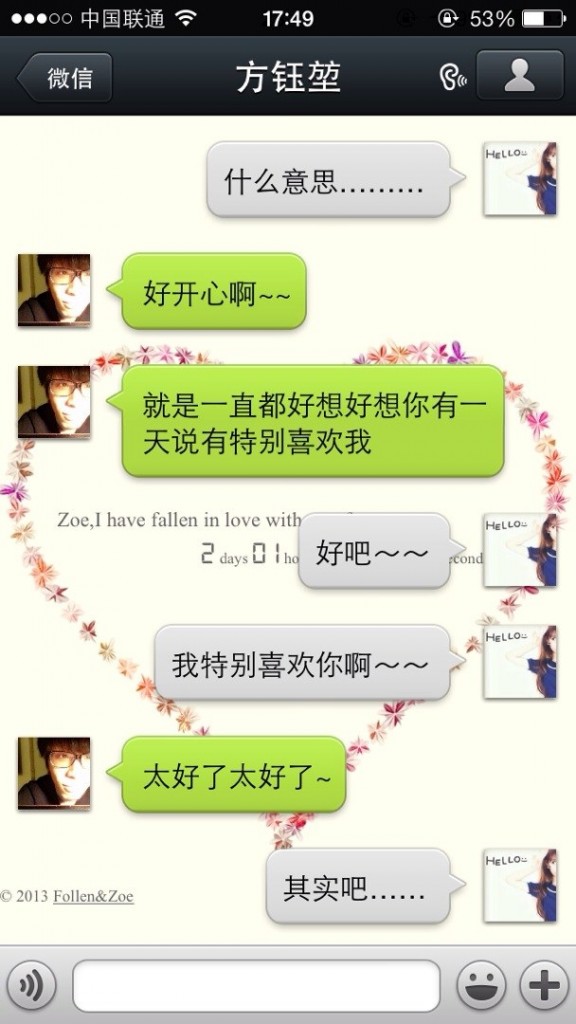 中国联通
17:49
53%
微信
方钰堃
什么意思………
HELLO
好开心啊~~
就是一直都好想好想你有一
天说有特别喜欢我
Zoe,I have fallen in love with
2 days 01 ho
econd
好吧～～
HELLO
我特别喜欢你啊～～
HELLO
太好了太好了~
其实吧……
HELLO
© 2013 Follen&Zoe